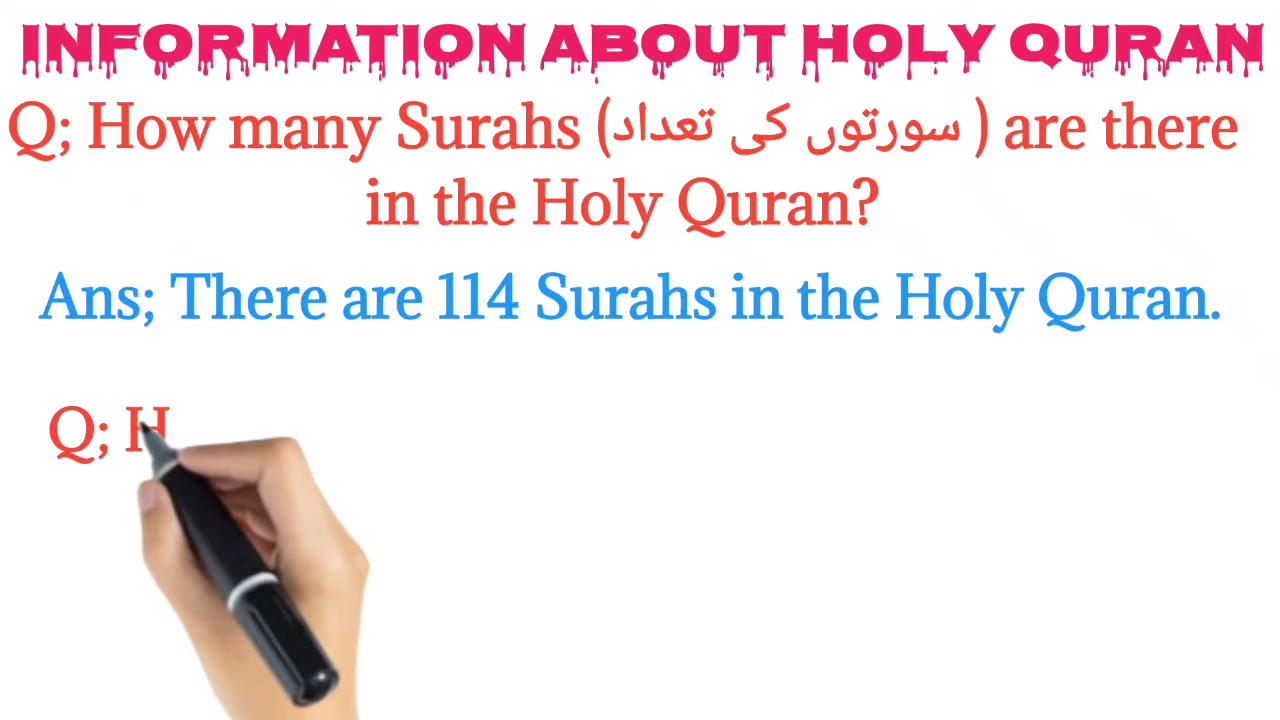 INFORMATION ABOUT HOLY QURAN
Q; How many Surahs (سورتوں کی تعداد ) are there
in the Holy Quran?
Ans; There are 114 Surahs in the Holy Quran.
Q; H